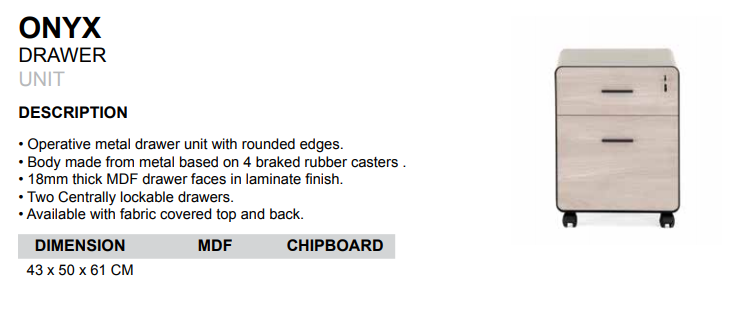 ONYX
DRAWER
UNIT
DESCRIPTION
• Operative metal drawer unit with rounded edges.
• Body made from metal based on 4 braked rubber casters .
• 18mm thick MDF drawer faces in laminate finish.
• Two Centrally lockable drawers.
• Available with fabric covered top and back.
DIMENSION MDF CHIPBOARD
43 x 50 x 61 CM